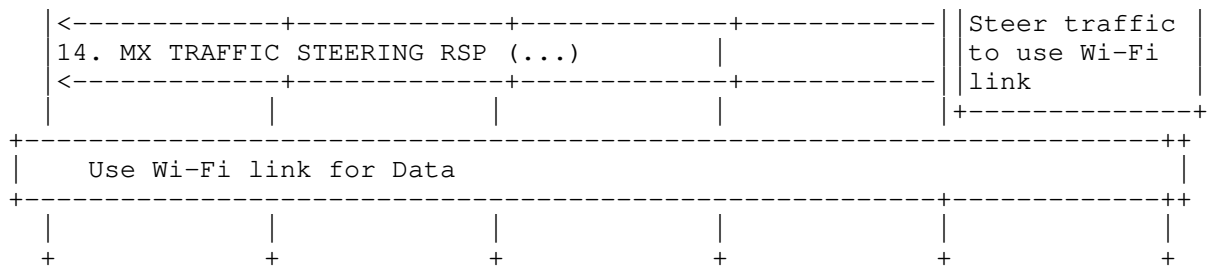 Steer traffic
14. MX TRAFFIC STEERING RSP (...)
to use Wi-Fi
link
Use Wi-Fi link for Data